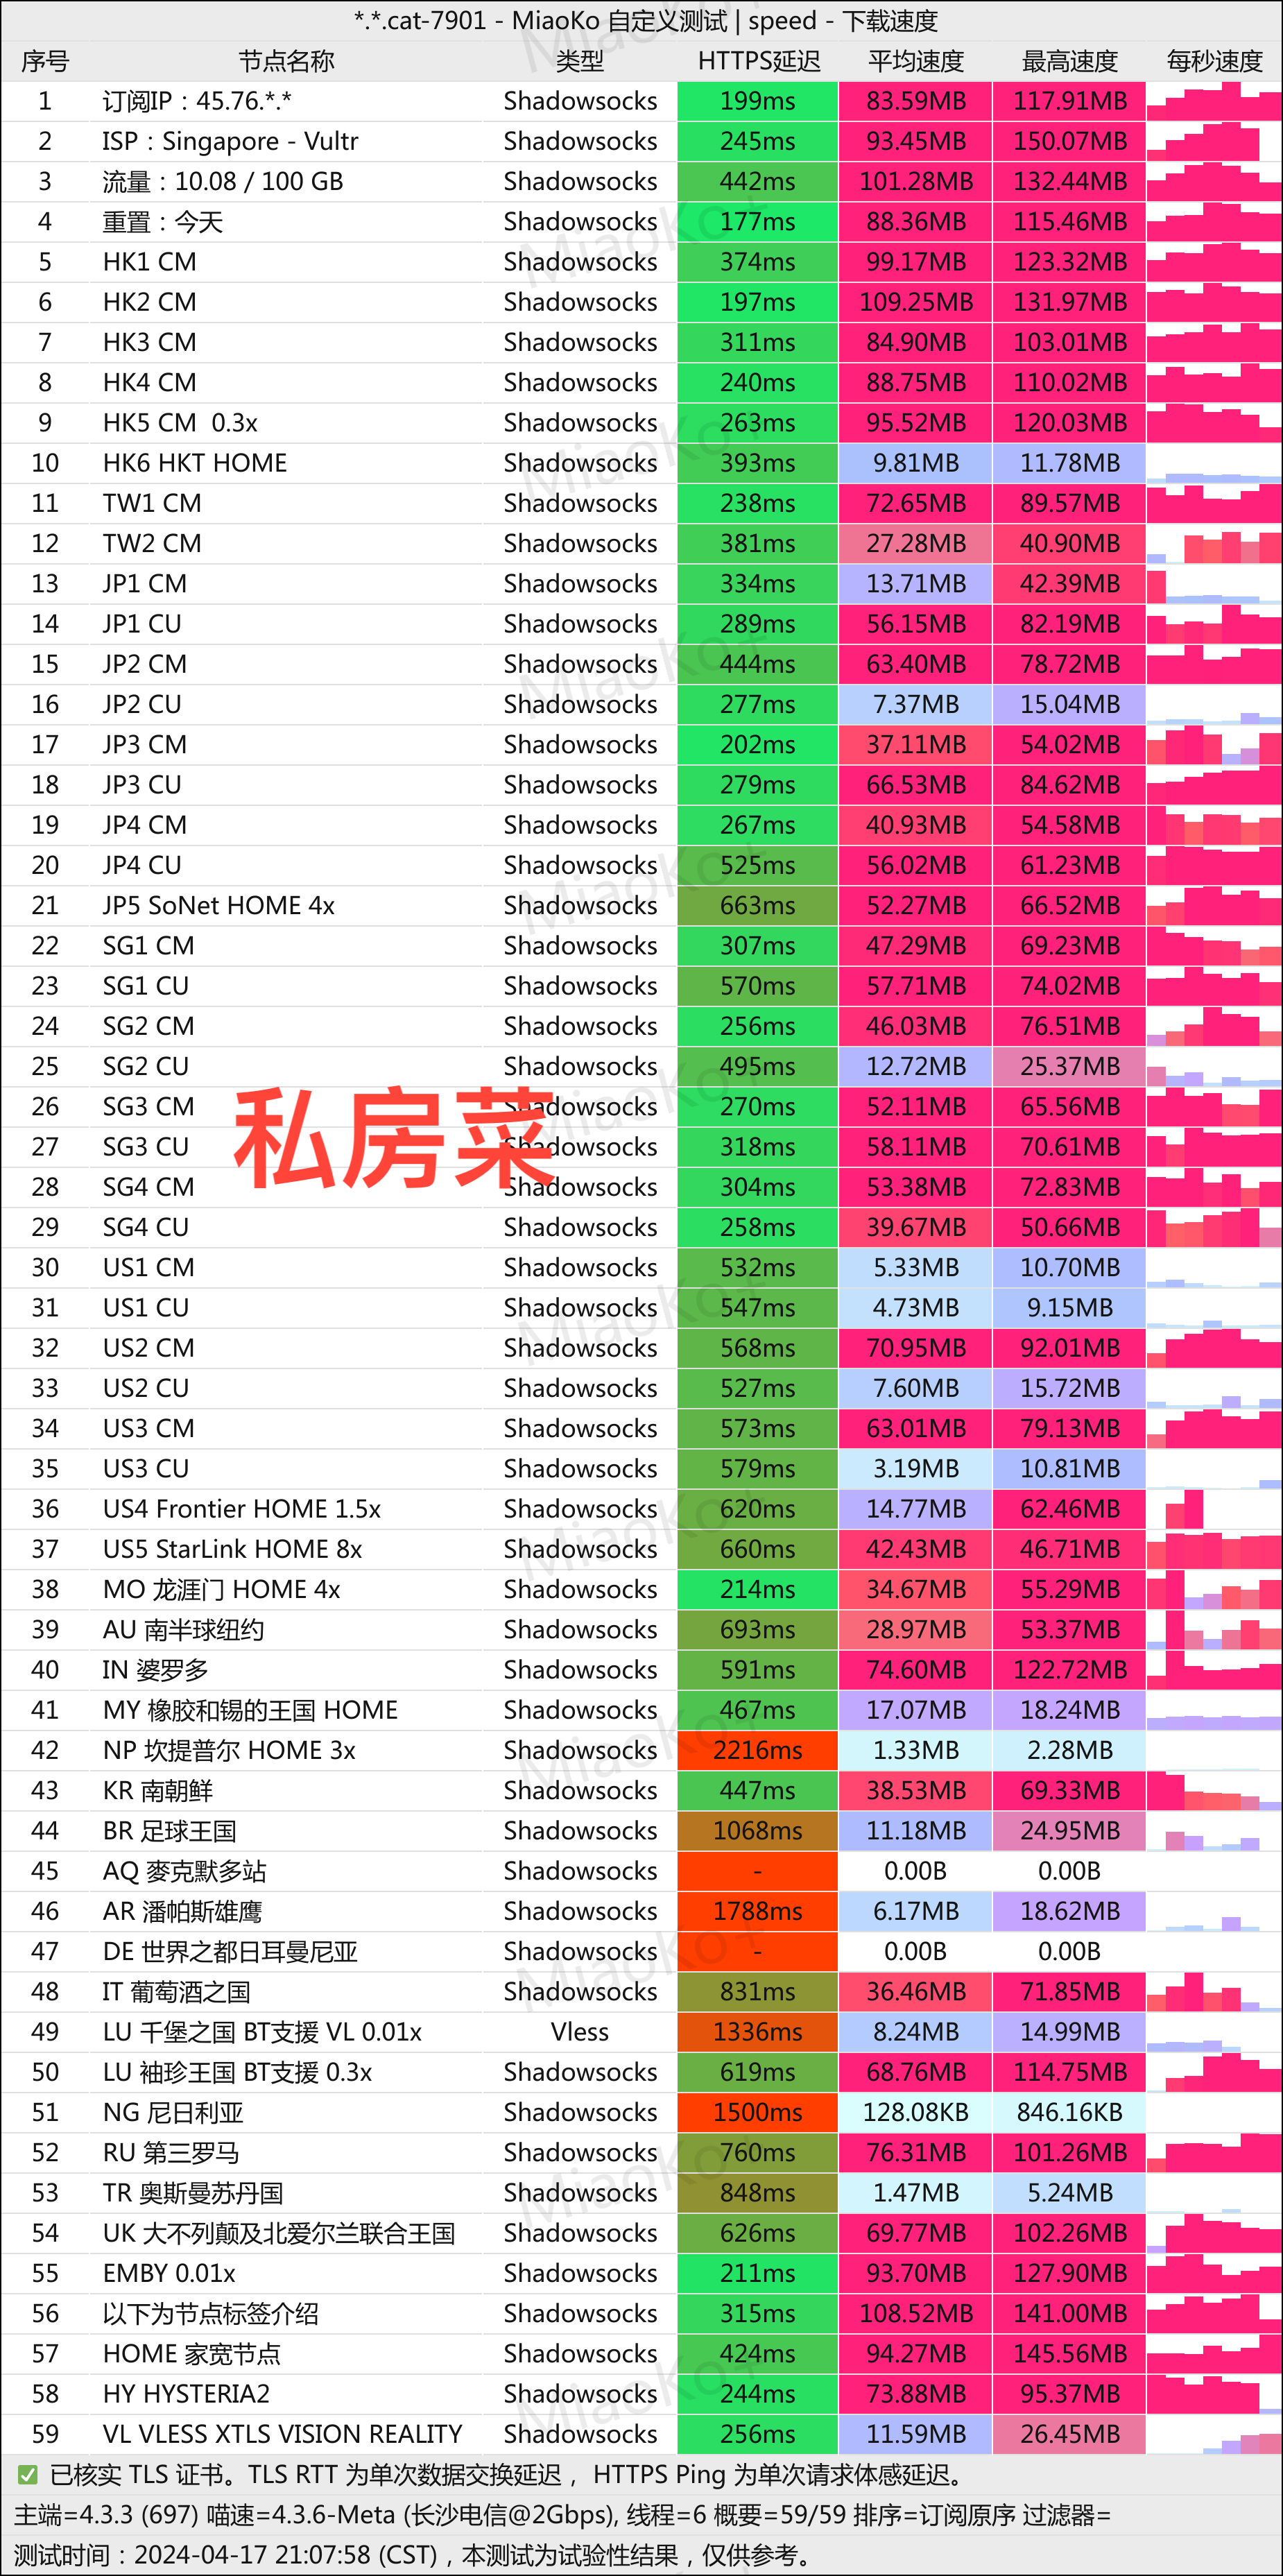 *.*.cat-7901 - MiaoKo 自定义测试 | speed - 下载速度
序号 节点名称 类型 HTTPS延迟 平均速度 最高速度 每秒速度
1 订阅IP：45.76.*.* Shadowsocks 199ms 83.59MB 117.91MB
2 ISP：Singapore - Vultr Shadowsocks 245ms 93.45MB 150.07MB
3 流量：10.08 / 100 GB Shadowsocks 442ms 101.28MB 132.44MB
4 重置：今天 Shadowsocks 177ms 88.36MB 115.46MB
5 HK1 CM Shadowsocks 374ms 99.17MB 123.32MB
6 HK2 CM Shadowsocks 197ms 109.25MB 131.97MB
7 HK3 CM Shadowsocks 311ms 84.90MB 103.01MB
8 HK4 CM Shadowsocks 240ms 88.75MB 110.02MB
9 HK5 CM 0.3x Shadowsocks 263ms 95.52MB 120.03MB
10 HK6 HKT HOME Shadowsocks 393ms 9.81MB 11.78MB
11 TW1 CM Shadowsocks 238ms 72.65MB 89.57MB
12 TW2 CM Shadowsocks 381ms 27.28MB 40.90MB
13 JP1 CM Shadowsocks 334ms 13.71MB 42.39MB
14 JP1 CU Shadowsocks 289ms 56.15MB 82.19MB
15 JP2 CM Shadowsocks 444ms 63.40MB 78.72MB
16 JP2 CU Shadowsocks 277ms 7.37MB 15.04MB
17 JP3 CM Shadowsocks 202ms 37.11MB 54.02MB
18 JP3 CU Shadowsocks 279ms 66.53MB 84.62MB
19 JP4 CM Shadowsocks 267ms 40.93MB 54.58MB
20 JP4 CU Shadowsocks 525ms 56.02MB 61.23MB
21 JP5 SoNet HOME 4x Shadowsocks 663ms 52.27MB 66.52MB
22 SG1 CM Shadowsocks 307ms 47.29MB 69.23MB
23 SG1 CU Shadowsocks 570ms 57.71MB 74.02MB
24 SG2 CM Shadowsocks 256ms 46.03MB 76.51MB
25 SG2 CU Shadowsocks 495ms 12.72MB 25.37MB
26 SG3 CM Shadowsocks 270ms 52.11MB 65.56MB
私房菜
27 SG3 CU Shadowsocks 318ms 58.11MB 70.61MB
28 SG4 CM Shadowsocks 304ms 53.38MB 72.83MB
29 SG4 CU Shadowsocks 258ms 39.67MB 50.66MB
30 US1 CM Shadowsocks 532ms 5.33MB 10.70MB
31 US1 CU Shadowsocks 547ms 4.73MB 9.15MB
32 US2 CM Shadowsocks 568ms 70.95MB 92.01MB
33 US2 CU Shadowsocks 527ms 7.60MB 15.72MB
34 US3 CM Shadowsocks 573ms 63.01MB 79.13MB
35 US3 CU Shadowsocks 579ms 3.19MB 10.81MB
36 US4 Frontier HOME 1.5x Shadowsocks 620ms 14.77MB 62.46MB
37 US5 StarLink HOME 8x Shadowsocks 660ms 42.43MB 46.71MB
38 MO 龙涯门 HOME 4x Shadowsocks 214ms 34.67MB 55.29MB
39 AU 南半球纽约 Shadowsocks 693ms 28.97MB 53.37MB
40 IN 婆罗多 Shadowsocks 591ms 74.60MB 122.72MB
41 MY 橡胶和锡的王国 HOME Shadowsocks 467ms 17.07MB 18.24MB
42 NP 坎提普尔 HOME 3x Shadowsocks 2216ms 1.33MB 2.28MB
43 KR 南朝鲜 Shadowsocks 447ms 38.53MB 69.33MB
44 BR 足球王国 Shadowsocks 1068ms 11.18MB 24.95MB
45 AQ 麥克默多站 Shadowsocks - 0.00B 0.00B
46 AR 潘帕斯雄鹰 Shadowsocks 1788ms 6.17MB 18.62MB
47 DE 世界之都日耳曼尼亚 Shadowsocks - 0.00B 0.00B
48 IT 葡萄酒之国 Shadowsocks 831ms 36.46MB 71.85MB
49 LU 千堡之国 BT支援 VL 0.01x Vless 1336ms 8.24MB 14.99MB
50 LU 袖珍王国 BT支援 0.3x Shadowsocks 619ms 68.76MB 114.75MB
51 NG 尼日利亚 Shadowsocks 1500ms 128.08KB 846.16KB
52 RU 第三罗马 Shadowsocks 760ms 76.31MB 101.26MB
53 TR 奥斯曼苏丹国 Shadowsocks 848ms 1.47MB 5.24MB
54 UK 大不列颠及北爱尔兰联合王国 Shadowsocks 626ms 69.77MB 102.26MB
55 EMBY 0.01x Shadowsocks 211ms 93.70MB 127.90MB
56 以下为节点标签介绍 Shadowsocks 315ms 108.52MB 141.00MB
57 HOME 家宽节点 Shadowsocks 424ms 94.27MB 145.56MB
58 HY HYSTERIA2 Shadowsocks 244ms 73.88MB 95.37MB
59 VL VLESS XTLS VISION REALITY Shadowsocks 256ms 11.59MB 26.45MB
✅ 已核实 TLS 证书。TLS RTT 为单次数据交换延迟， HTTPS Ping 为单次请求体感延迟。
主端=4.3.3 (697) 喵速=4.3.6-Meta (长沙电信@2Gbps), 线程=6 概要=59/59 排序=订阅原序 过滤器=
测试时间：2024-04-17 21:07:58 (CST)，本测试为试验性结果，仅供参考。